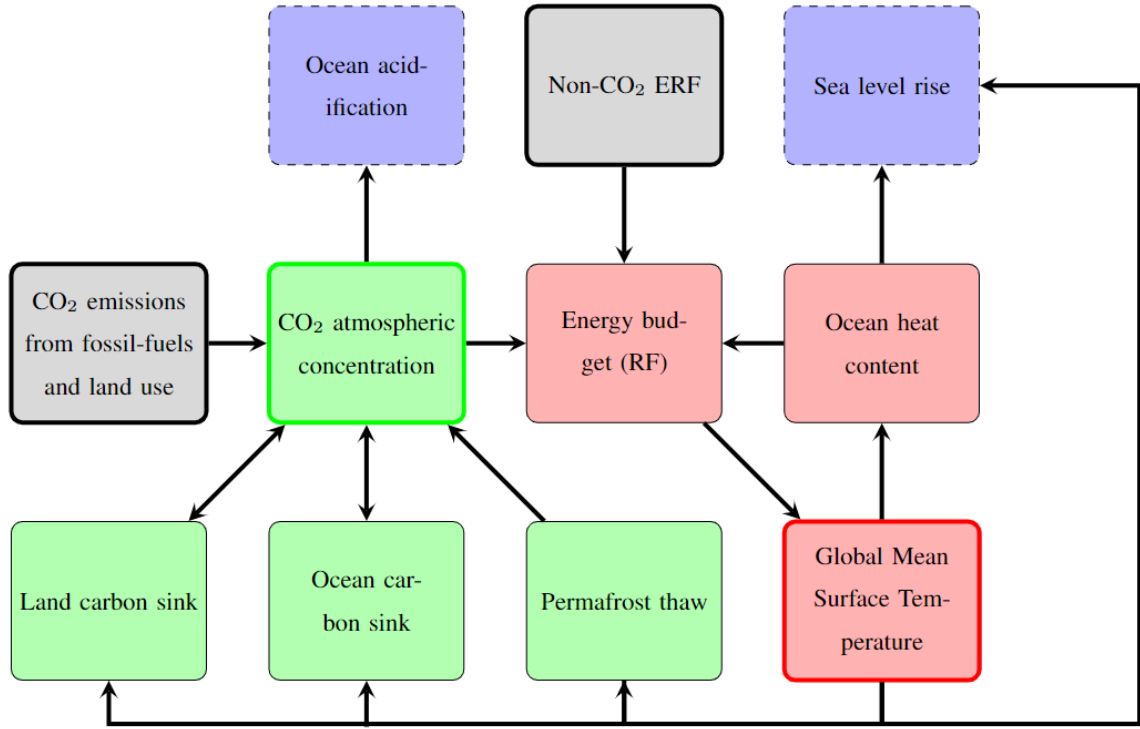 Ocean acid-
ification
Non-CO₂ ERF
Sea level rise
CO₂ emissions
from fossil-fuels
and land use
CO₂ atmospheric
concentration
Energy bud-
get (RF)
Ocean heat
content
Land carbon sink
Ocean car-
bon sink
Permafrost thaw
Global Mean
Surface Tem-
perature